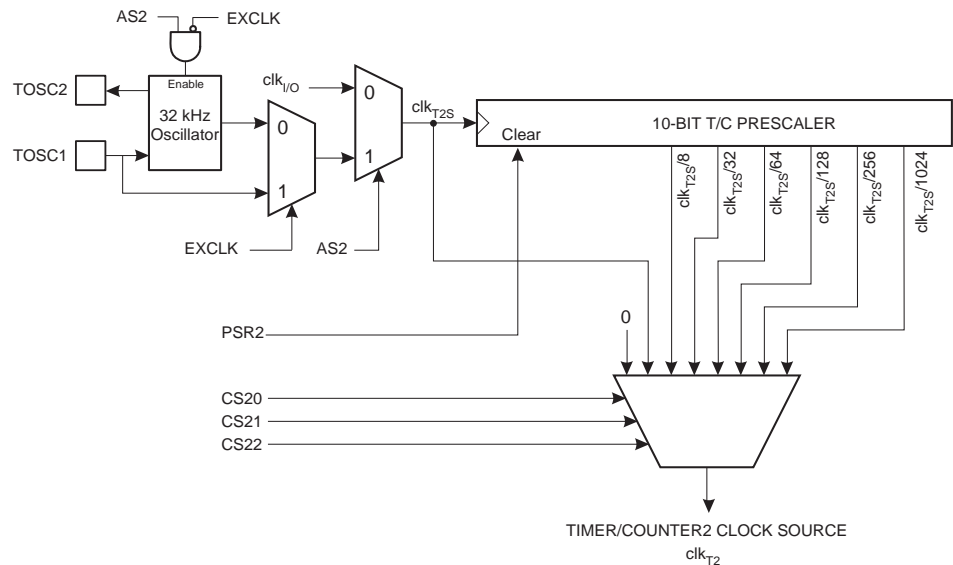 AS2
EXCLK
TOSC2
TOSC1
Enable
32 kHz
Oscillator
0
1
EXCLK
clkI/O
0
1
AS2
clkT2S
Clear
10-BIT T/C PRESCALER
clkT2S/8
clkT2S/32
clkT2S/64
clkT2S/128
clkT2S/256
clkT2S/1024
PSR2
0
CS20
CS21
CS22
TIMER/COUNTER2 CLOCK SOURCE
clkT2